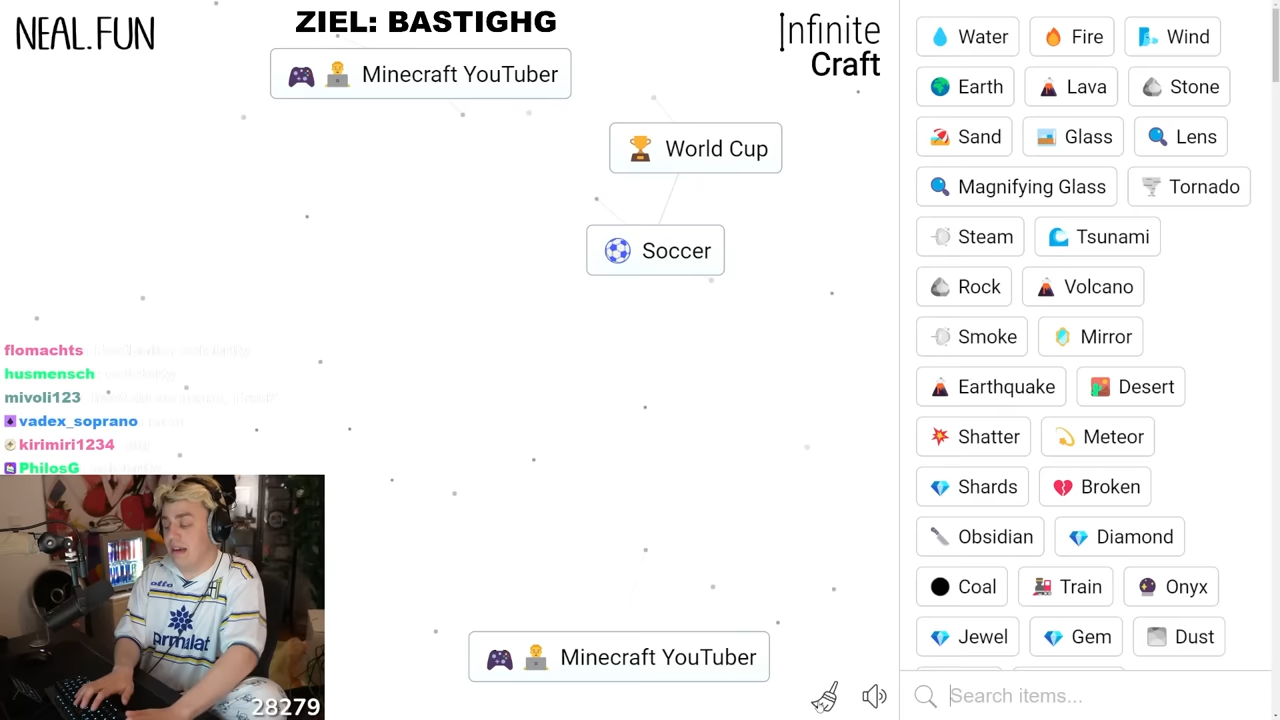 NEAL.FUN
ZIEL: BASTIGHG
Infinite
Craft
Minecraft YouTuber
World Cup
Soccer
Minecraft YouTuber
flomachts
husmensch
mivoli123
vadex_soprano
kirimiri1234
PhilosG
otto
parmalat
28279
Water
Fire
Wind
Earth
Lava
Stone
Sand
Glass
Lens
Magnifying Glass
Tornado
Steam
Tsunami
Rock
Volcano
Smoke
Mirror
Earthquake
Desert
Shatter
Meteor
Shards
Broken
Obsidian
Diamond
Coal
Train
Onyx
Jewel
Gem
Dust
Search items...